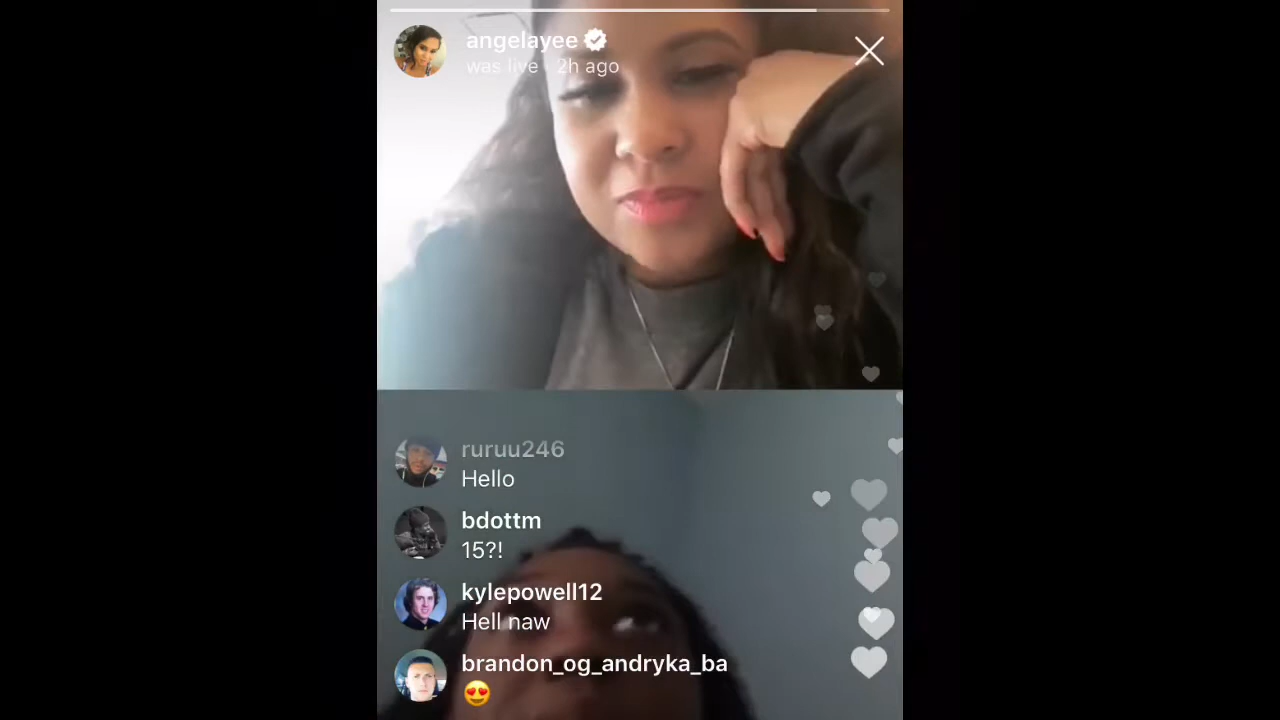 angelayee
was live · 2h ago
ruruu246
Hello
bdottm
15?!
kylepowell12
Hell naw
brandon_og_andryka_ba
😍